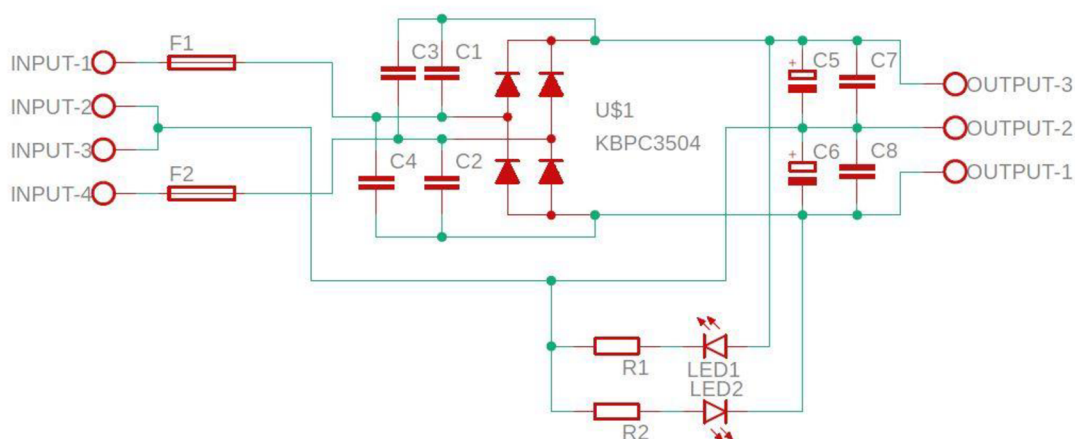 INPUT-1
F1
INPUT-2
INPUT-3
F2
INPUT-4
C3
C1
C4
C2
U$1
KBPC3504
+
C5
C7
+
C6
C8
OUTPUT-3
OUTPUT-2
OUTPUT-1
R1
LED1
LED2
R2